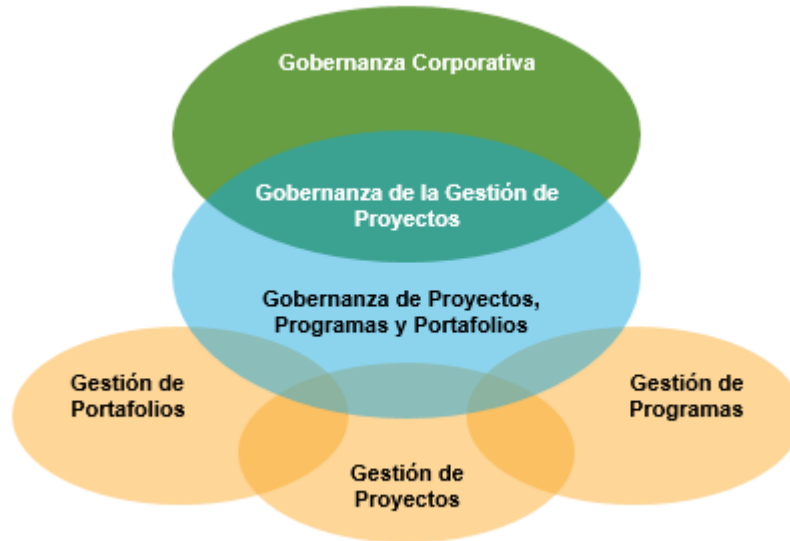 Gobernanza Corporativa
Gobernanza de la Gestión de
Proyectos
Gobernanza de Proyectos,
Programas y Portafolios
Gestión de
Portafolios
Gestión de
Programas
Gestión de
Proyectos